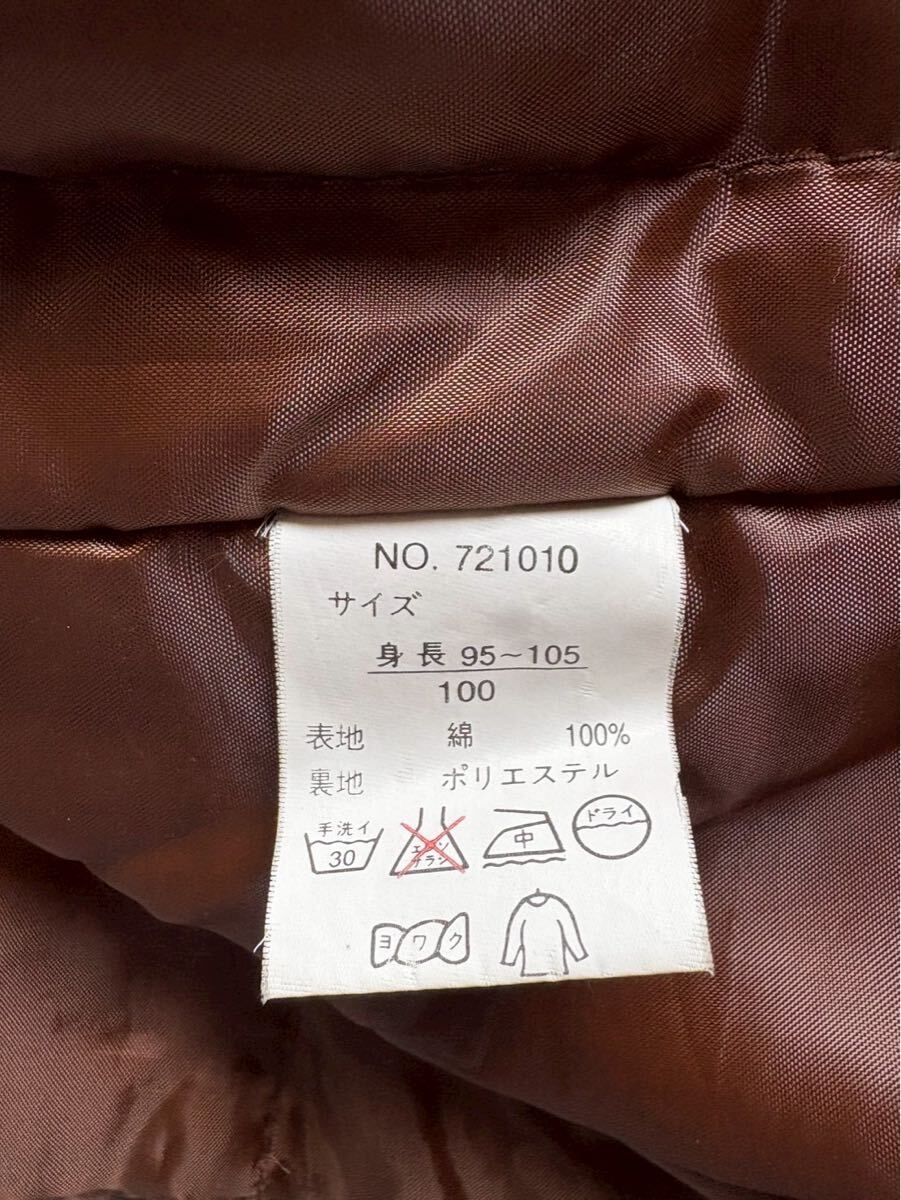 NO. 721010
サイズ
身長 95~105
100
表地 綿 100%
裏地 ポリエステル
手洗イ 30
エンソ サラシ
中
ドライ
ヨワク